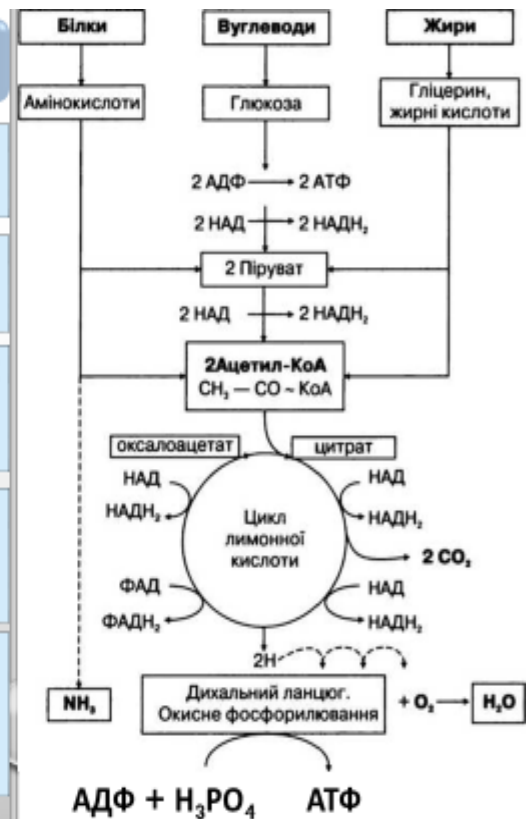 Білки
Вуглеводи
Жири
Амінокислоти
Глюкоза
Гліцерин,
жирні кислоти
2 АДФ → 2 АТФ
2 НАД → 2 НАДН₂
2 Піруват
2 НАД → 2 НАДН₂
2Ацетил-КоА
CH₃ — CO ~ КоА
оксалоацетат
цитрат
НАД
НАДН₂
НАД
НАДН₂
Цикл
лимонної
кислоти
2 CO₂
ФАД
ФАДН₂
НАД
НАДН₂
2H
NH₃
Дихальний ланцюг.
Окисне фосфорилювання
+ O₂ → H₂O
АДФ + H₃PO₄ АТФ